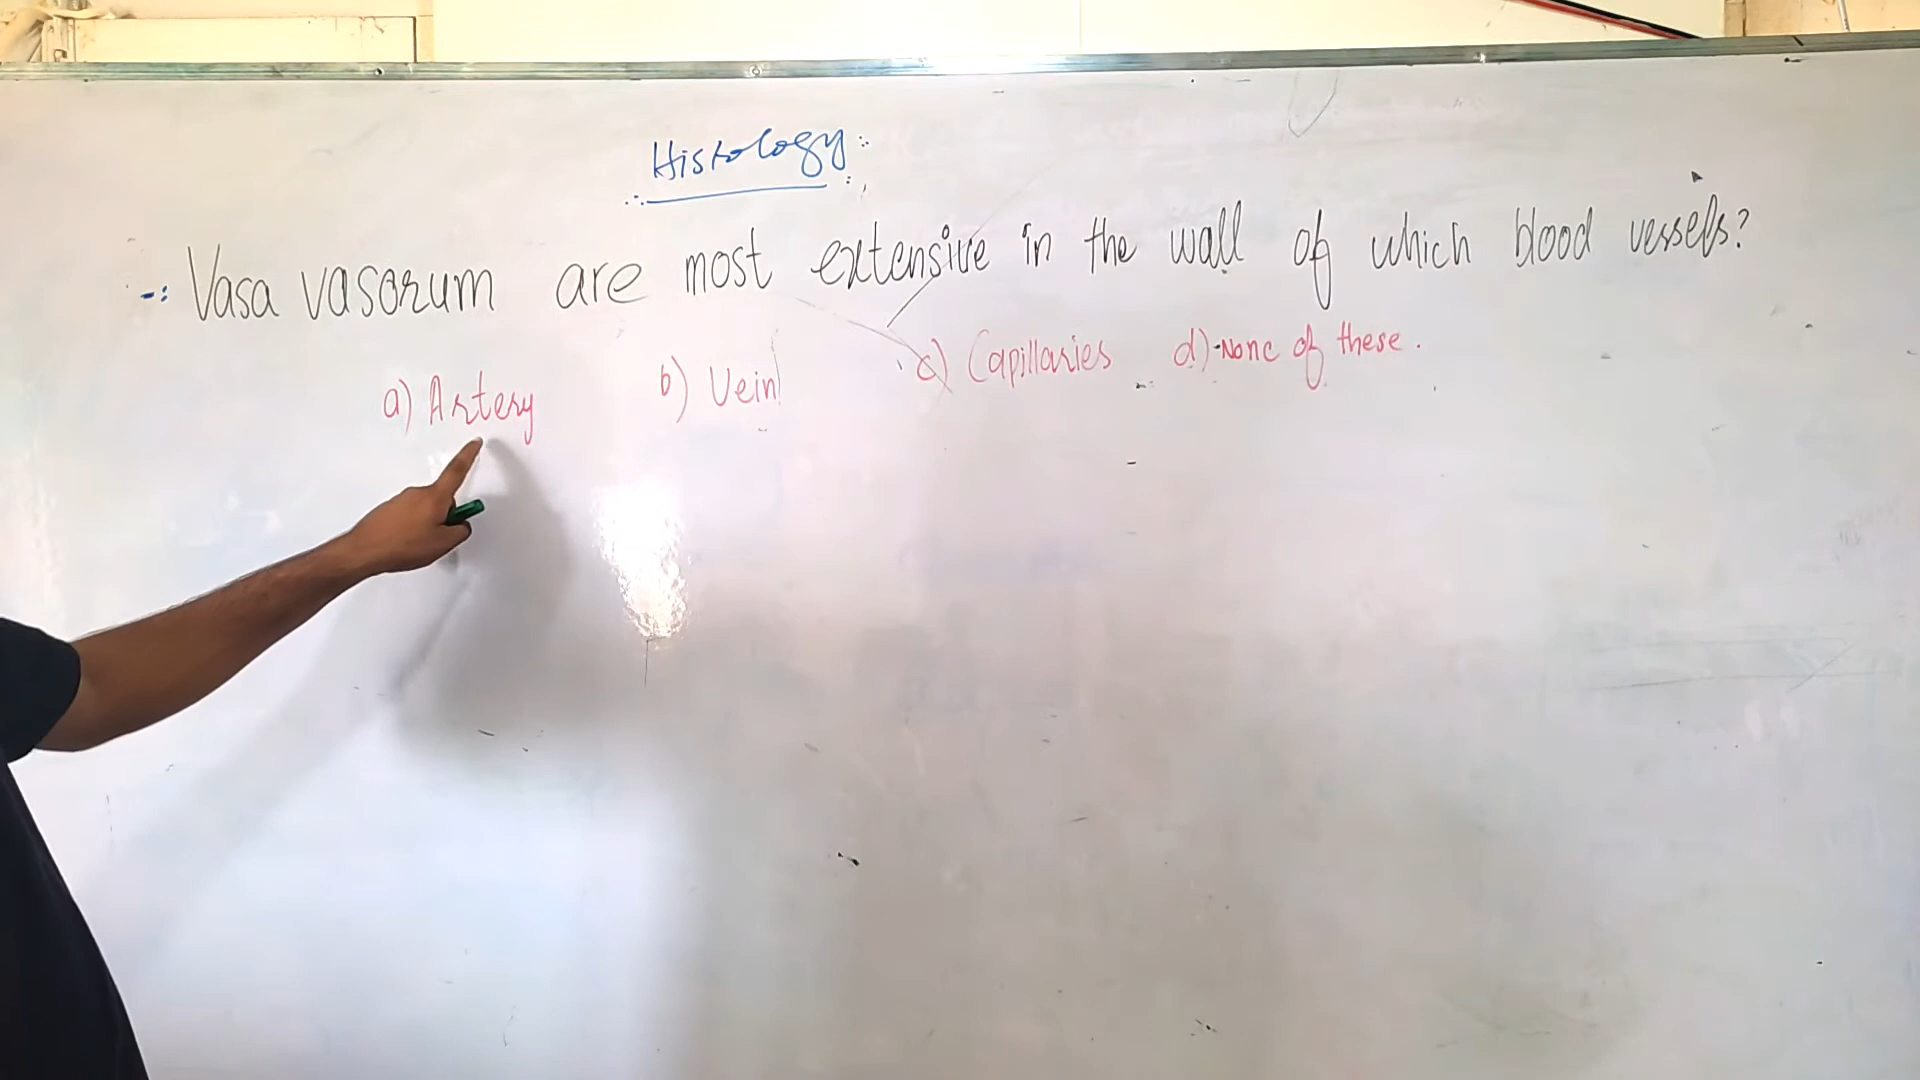 Histology:
-: Vasa vasorum are most extensive in the wall of which blood vessels?
a) Artery b) Vein c) Capillaries d) None of these.